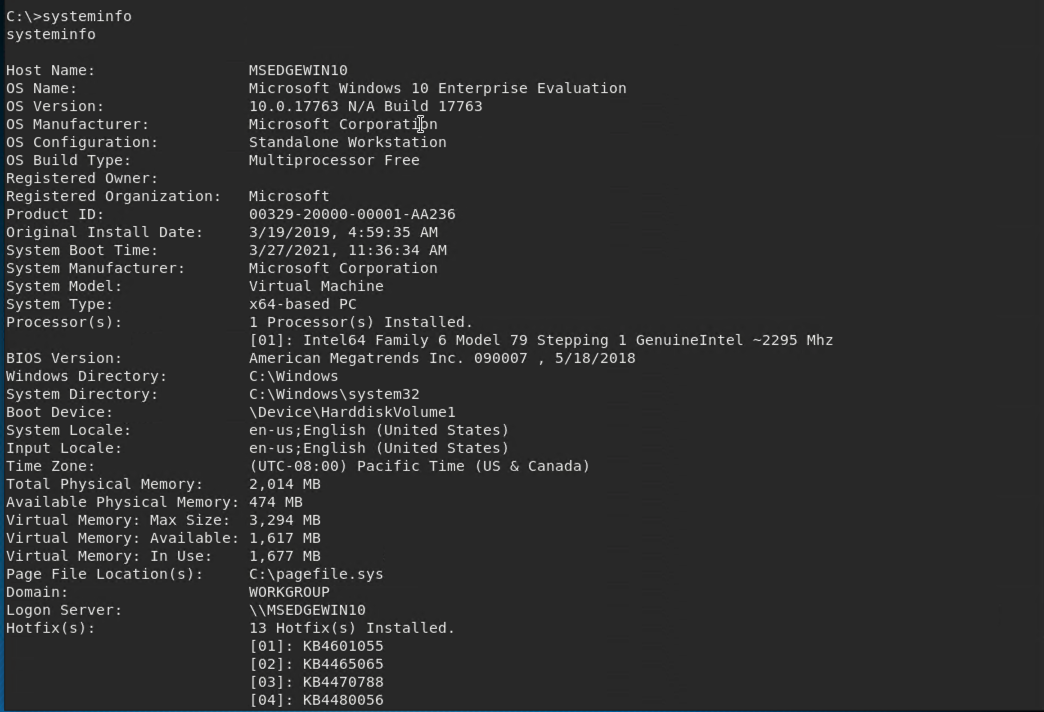 C:\>systeminfo
systeminfo
Host Name: MSEDGEWIN10
OS Name: Microsoft Windows 10 Enterprise Evaluation
OS Version: 10.0.17763 N/A Build 17763
OS Manufacturer: Microsoft Corporation
OS Configuration: Standalone Workstation
OS Build Type: Multiprocessor Free
Registered Owner:
Registered Organization: Microsoft
Product ID: 00329-20000-00001-AA236
Original Install Date: 3/19/2019, 4:59:35 AM
System Boot Time: 3/27/2021, 11:36:34 AM
System Manufacturer: Microsoft Corporation
System Model: Virtual Machine
System Type: x64-based PC
Processor(s): 1 Processor(s) Installed.
[01]: Intel64 Family 6 Model 79 Stepping 1 GenuineIntel ~2295 Mhz
BIOS Version: American Megatrends Inc. 090007 , 5/18/2018
Windows Directory: C:\Windows
System Directory: C:\Windows\system32
Boot Device: \Device\HarddiskVolume1
System Locale: en-us;English (United States)
Input Locale: en-us;English (United States)
Time Zone: (UTC-08:00) Pacific Time (US & Canada)
Total Physical Memory: 2,014 MB
Available Physical Memory: 474 MB
Virtual Memory: Max Size: 3,294 MB
Virtual Memory: Available: 1,617 MB
Virtual Memory: In Use: 1,677 MB
Page File Location(s): C:\pagefile.sys
Domain: WORKGROUP
Logon Server: \\MSEDGEWIN10
Hotfix(s): 13 Hotfix(s) Installed.
[01]: KB4601055
[02]: KB4465065
[03]: KB4470788
[04]: KB4480056